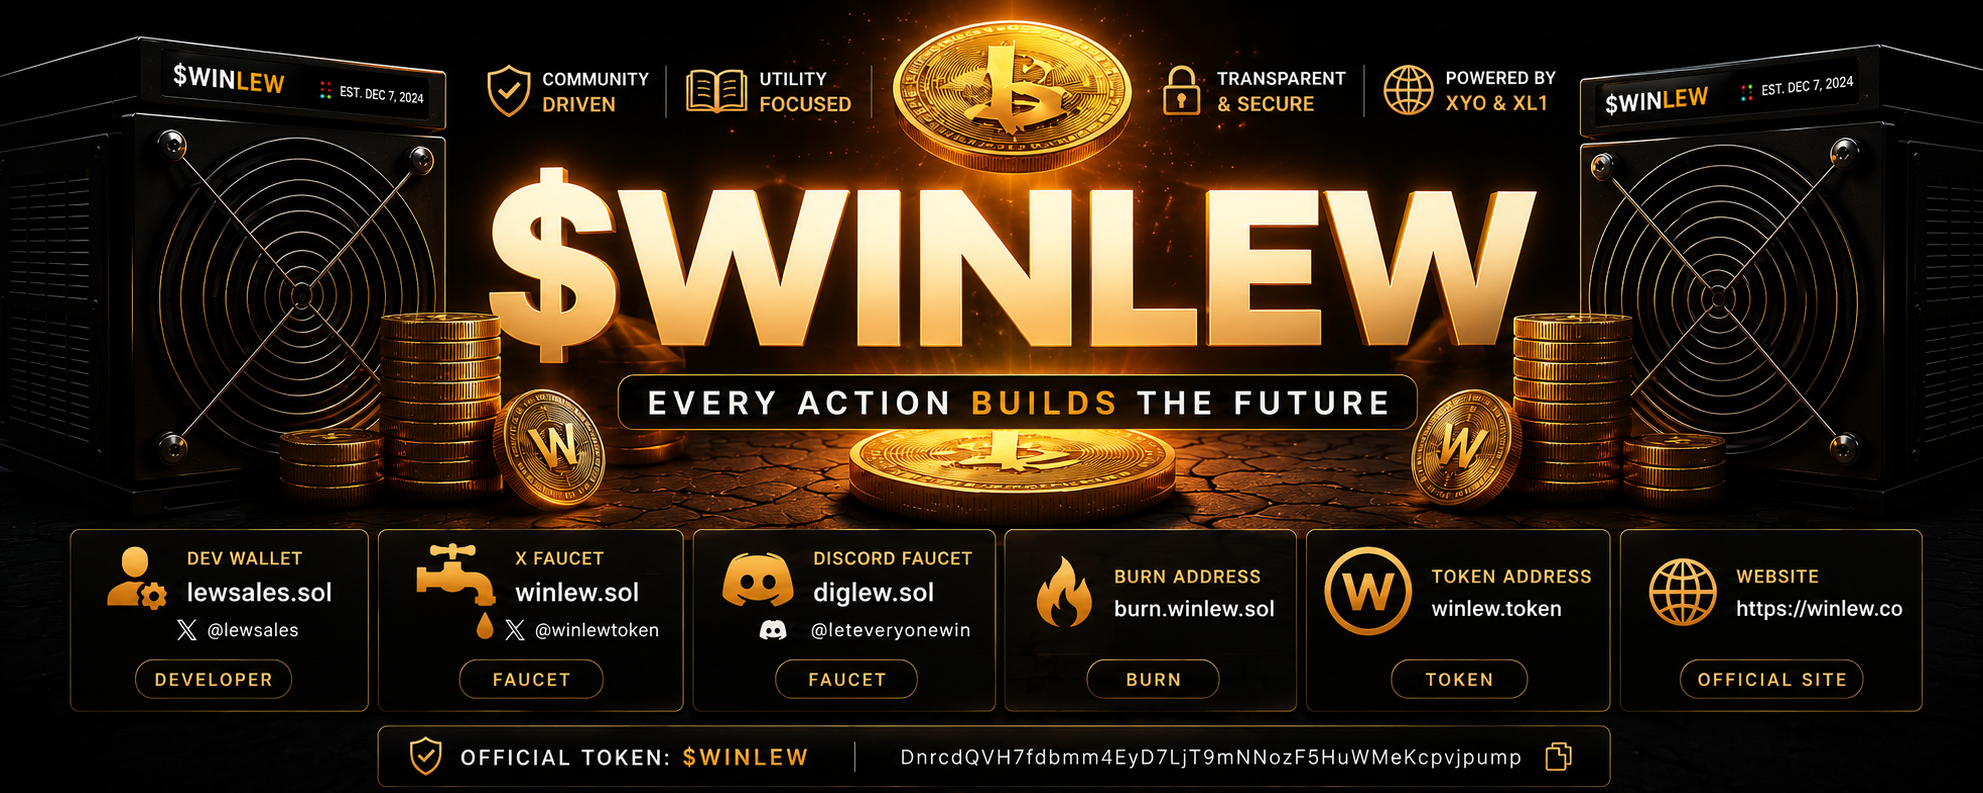 $WINLEW EST. DEC 7, 2024
COMMUNITY
DRIVEN
UTILITY
FOCUSED
TRANSPARENT
& SECURE
POWERED BY
XYO & XL1
$WINLEW EST. DEC 7, 2024
$WINLEW
EVERY ACTION BUILDS THE FUTURE
W
W
DEV WALLET
lewsales.sol
@lewsales
DEVELOPER
X FAUCET
winlew.sol
@winlewtoken
FAUCET
DISCORD FAUCET
diglew.sol
@leteveryonewin
FAUCET
BURN ADDRESS
burn.winlew.sol
BURN
W
TOKEN ADDRESS
winlew.token
TOKEN
WEBSITE
https://winlew.co
OFFICIAL SITE
OFFICIAL TOKEN: $WINLEW
DnrcdQVH7fdbmm4EyD7LjT9mNNozF5HuWMeKcpvjpump